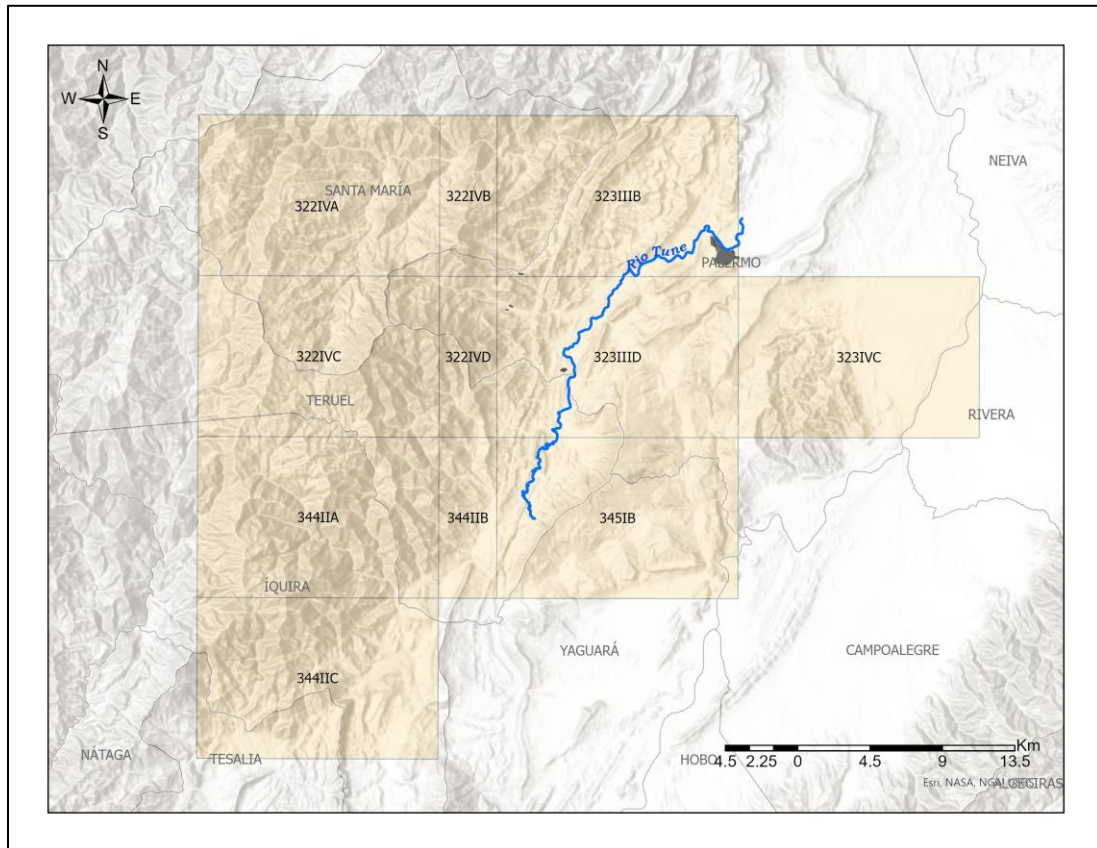 N
W E
S
NEIVA
SANTA MARÍA
322IVA
322IVB
323IIIB
Rio Tune
PALERMO
322IVC
322IVD
323IIID
323IVC
TERUEL
RIVERA
344IIA
344IIB
345IB
ÍQUIRA
YAGUARÁ
CAMPOALEGRE
344IIC
NÁTAGA
TESALIA
HOBO
Km
4.5 2.25 0 4.5 9 13.5
Esri, NASA, NGA, USGS
ALGECIRAS